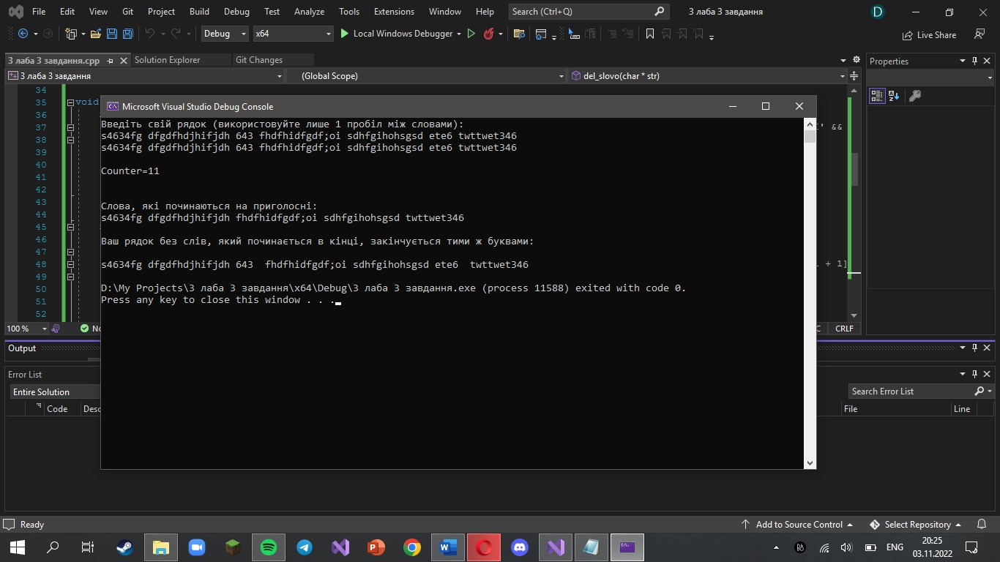 File Edit View Git Project Build Debug Test Analyze Tools Extensions Window Help Search (Ctrl+Q) 3 лаба 3 завдання D
Debug x64 Local Windows Debugger Live Share
3 лаба 3 завдання.cpp Solution Explorer Git Changes Properties
3 лаба 3 завдання (Global Scope) del_slovo(char * str)
34
35 void
36
37 ' &&
38
39
40
41
42
43
44
45
46
47
48 + 1]
49
50
51
52
Microsoft Visual Studio Debug Console
Введіть свій рядок (використовуйте лише 1 пробіл між словами):
s4634fg dfgdfhdjhifjdh 643 fhdfhidfgdf;oi sdhfgihohsgsd ete6 twttwet346
s4634fg dfgdfhdjhifjdh 643 fhdfhidfgdf;oi sdhfgihohsgsd ete6 twttwet346
Counter=11
Слова, які починаються на приголосні:
s4634fg dfgdfhdjhifjdh fhdfhidfgdf;oi sdhfgihohsgsd twttwet346
Ваш рядок без слів, який починається в кінці, закінчується тими ж буквами:
s4634fg dfgdfhdjhifjdh 643  fhdfhidfgdf;oi sdhfgihohsgsd ete6  twttwet346
D:\My Projects\3 лаба 3 завдання\x64\Debug\3 лаба 3 завдання.exe (process 11588) exited with code 0.
Press any key to close this window . . .
100 % No CRLF
Output
Error List
Entire Solution Search Error List
Code Desc File Line
Ready Add to Source Control Select Repository
ENG 20:25
03.11.2022